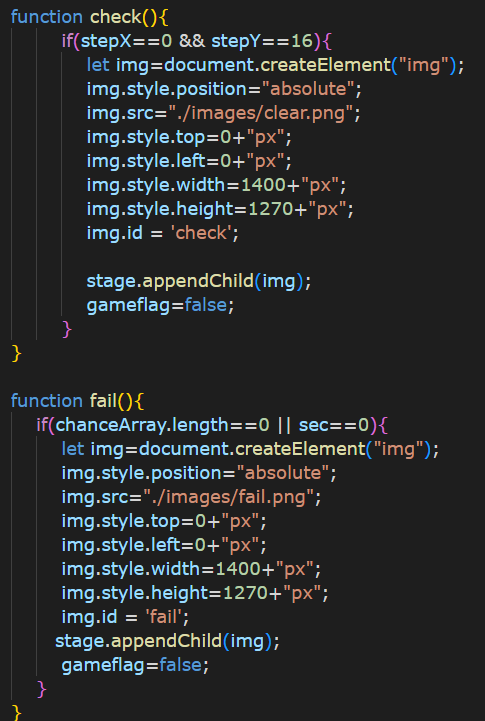 function check(){
if(stepX==0 && stepY==16){
let img=document.createElement("img");
img.style.position="absolute";
img.src="./images/clear.png";
img.style.top=0+"px";
img.style.left=0+"px";
img.style.width=1400+"px";
img.style.height=1270+"px";
img.id = 'check';
stage.appendChild(img);
gameflag=false;
}
}
function fail(){
if(chanceArray.length==0 || sec==0){
let img=document.createElement("img");
img.style.position="absolute";
img.src="./images/fail.png";
img.style.top=0+"px";
img.style.left=0+"px";
img.style.width=1400+"px";
img.style.height=1270+"px";
img.id = 'fail';
stage.appendChild(img);
gameflag=false;
}
}